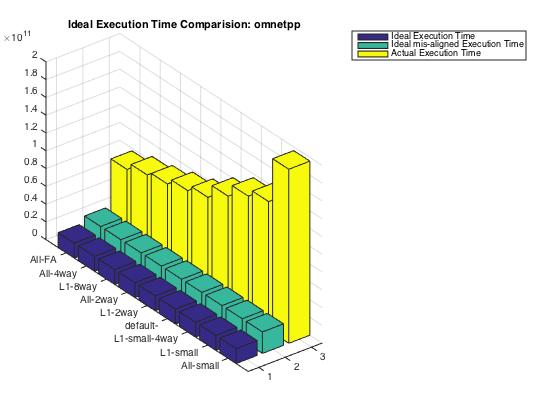 Ideal Execution Time Comparision: omnetpp
×10^11
Ideal Execution Time
Ideal mis-aligned Execution Time
Actual Execution Time
2
1.8
1.6
1.4
1.2
1
0.8
0.6
0.4
0.2
0
All-FA
All-4way
L1-8way
All-2way
L1-2way
default-
L1-small-4way
L1-small
All-small
1
2
3